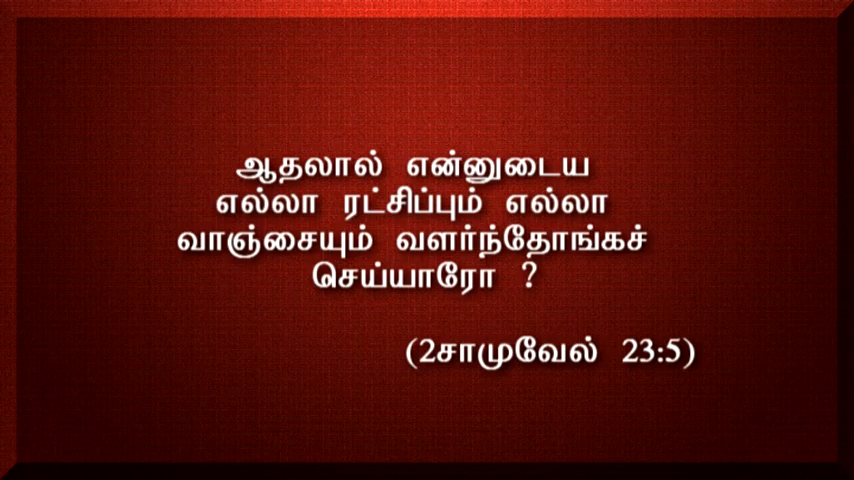 ஆதலால் என்னுடைய
எல்லா ரட்சிப்பும் எல்லா
வாஞ்சையும் வளர்ந்தோங்கச்
செய்யாரோ ?
(2சாமுவேல் 23:5)